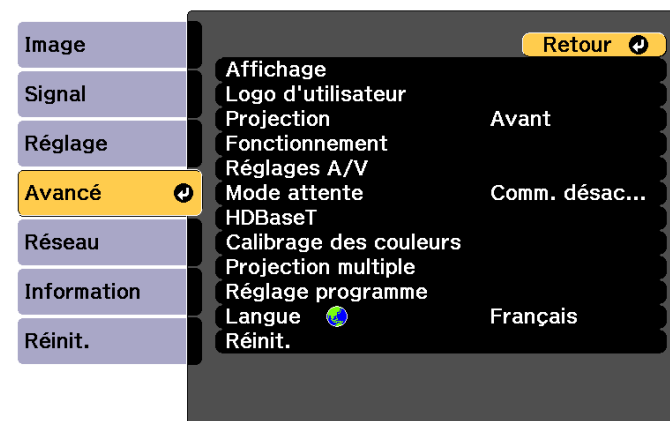 Image
Signal
Réglage
Avancé
Réseau
Information
Réinit.
Retour
Affichage
Logo d'utilisateur
Projection Avant
Fonctionnement
Réglages A/V
Mode attente Comm. désac...
HDBaseT
Calibrage des couleurs
Projection multiple
Réglage programme
Langue Français
Réinit.